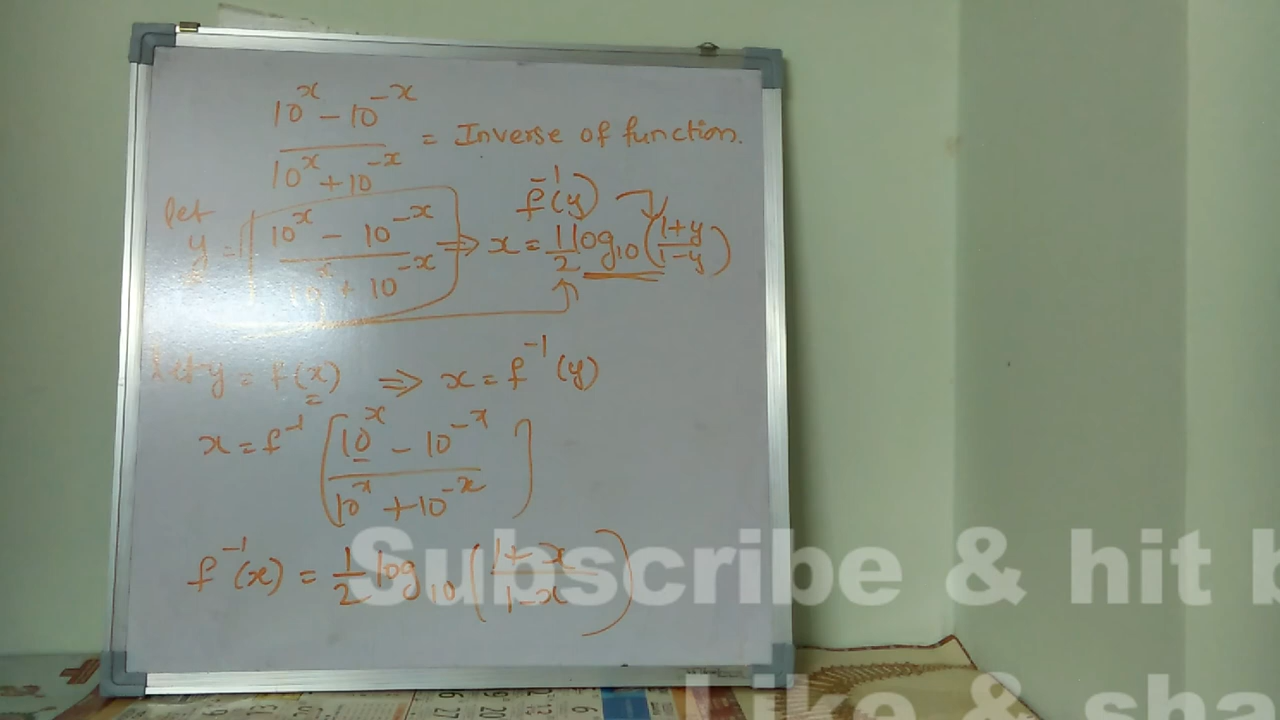 10^x - 10^-x / 10^x + 10^-x = Inverse of function.
let y = 10^x - 10^-x / 10^x + 10^-x ⇒ x = 1/2 log10 (1+y / 1-y)
f^-1(y)
Let y = f(x) ⇒ x = f^-1(y)
x = f^-1 (10^x - 10^-x / 10^x + 10^-x)
f^-1(x) = 1/2 log10 (1+x / 1-x)
Subscribe & hit b
Like & sha